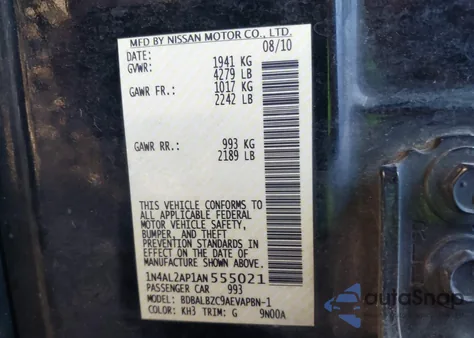 MFD BY NISSAN MOTOR CO., LTD.
DATE: 08/10
GVWR: 1941 KG
4279 LB
GAWR FR.: 1017 KG
2242 LB
GAWR RR.: 993 KG
2189 LB
THIS VEHICLE CONFORMS TO
ALL APPLICABLE FEDERAL
MOTOR VEHICLE SAFETY,
BUMPER, AND THEFT
PREVENTION STANDARDS IN
EFFECT ON THE DATE OF
MANUFACTURE SHOWN ABOVE.
1N4AL2AP1AN555021
PASSENGER CAR 993
MODEL: BDBALBZC9AEVAPBN-1
COLOR: KH3 TRIM: G 9N00A
AutoSnap